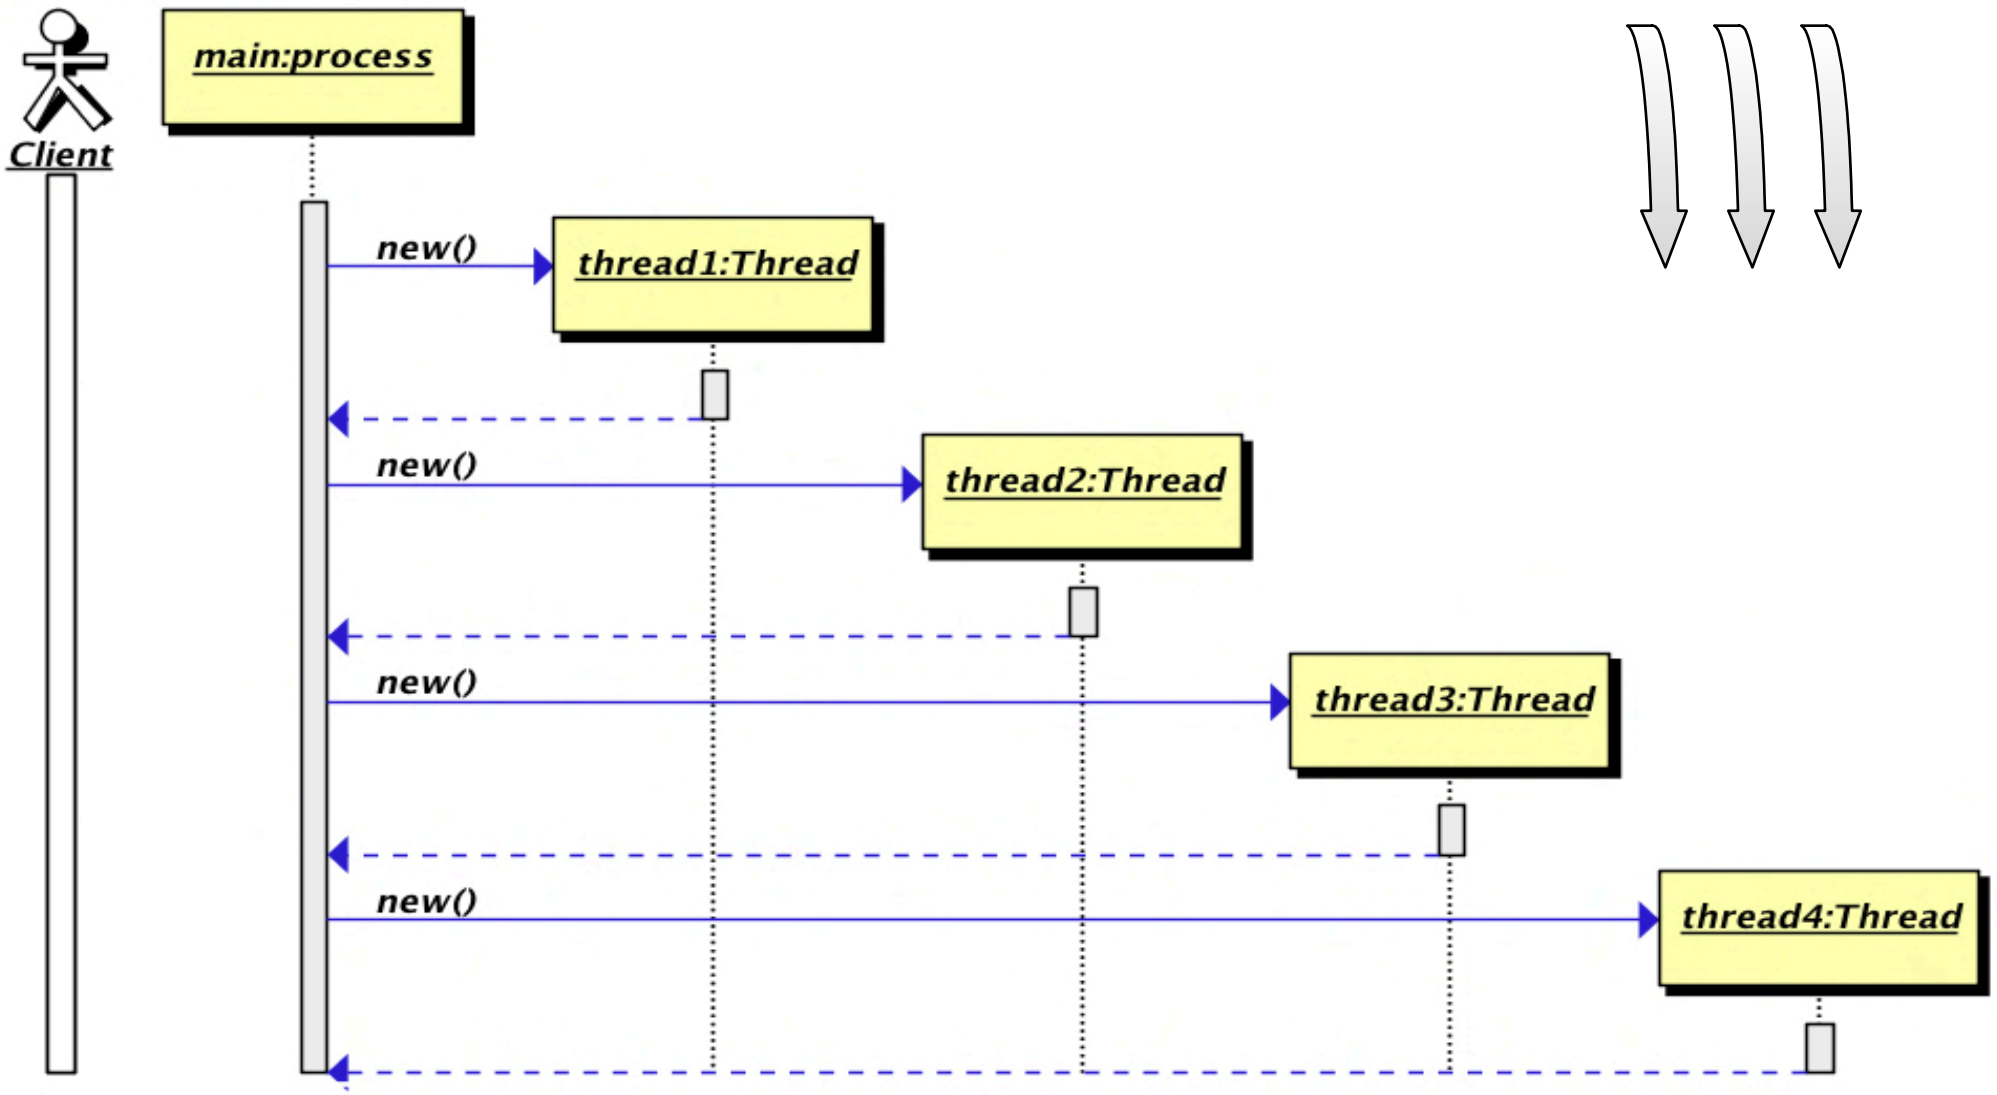 main:process
Client
new()
thread1:Thread
new()
thread2:Thread
new()
thread3:Thread
new()
thread4:Thread